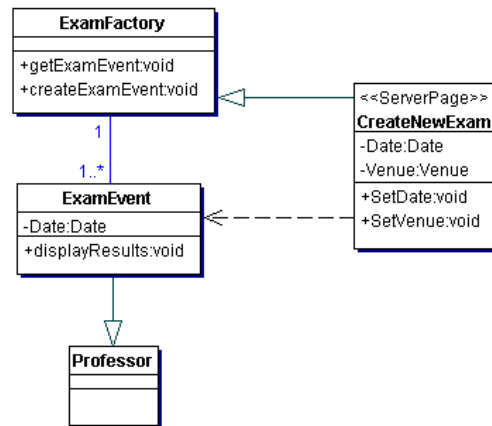 ExamFactory
+getExamEvent:void
+createExamEvent:void
<<ServerPage>>
CreateNewExam
-Date:Date
-Venue:Venue
+SetDate:void
+SetVenue:void
1
1..*
ExamEvent
-Date:Date
+displayResults:void
Professor